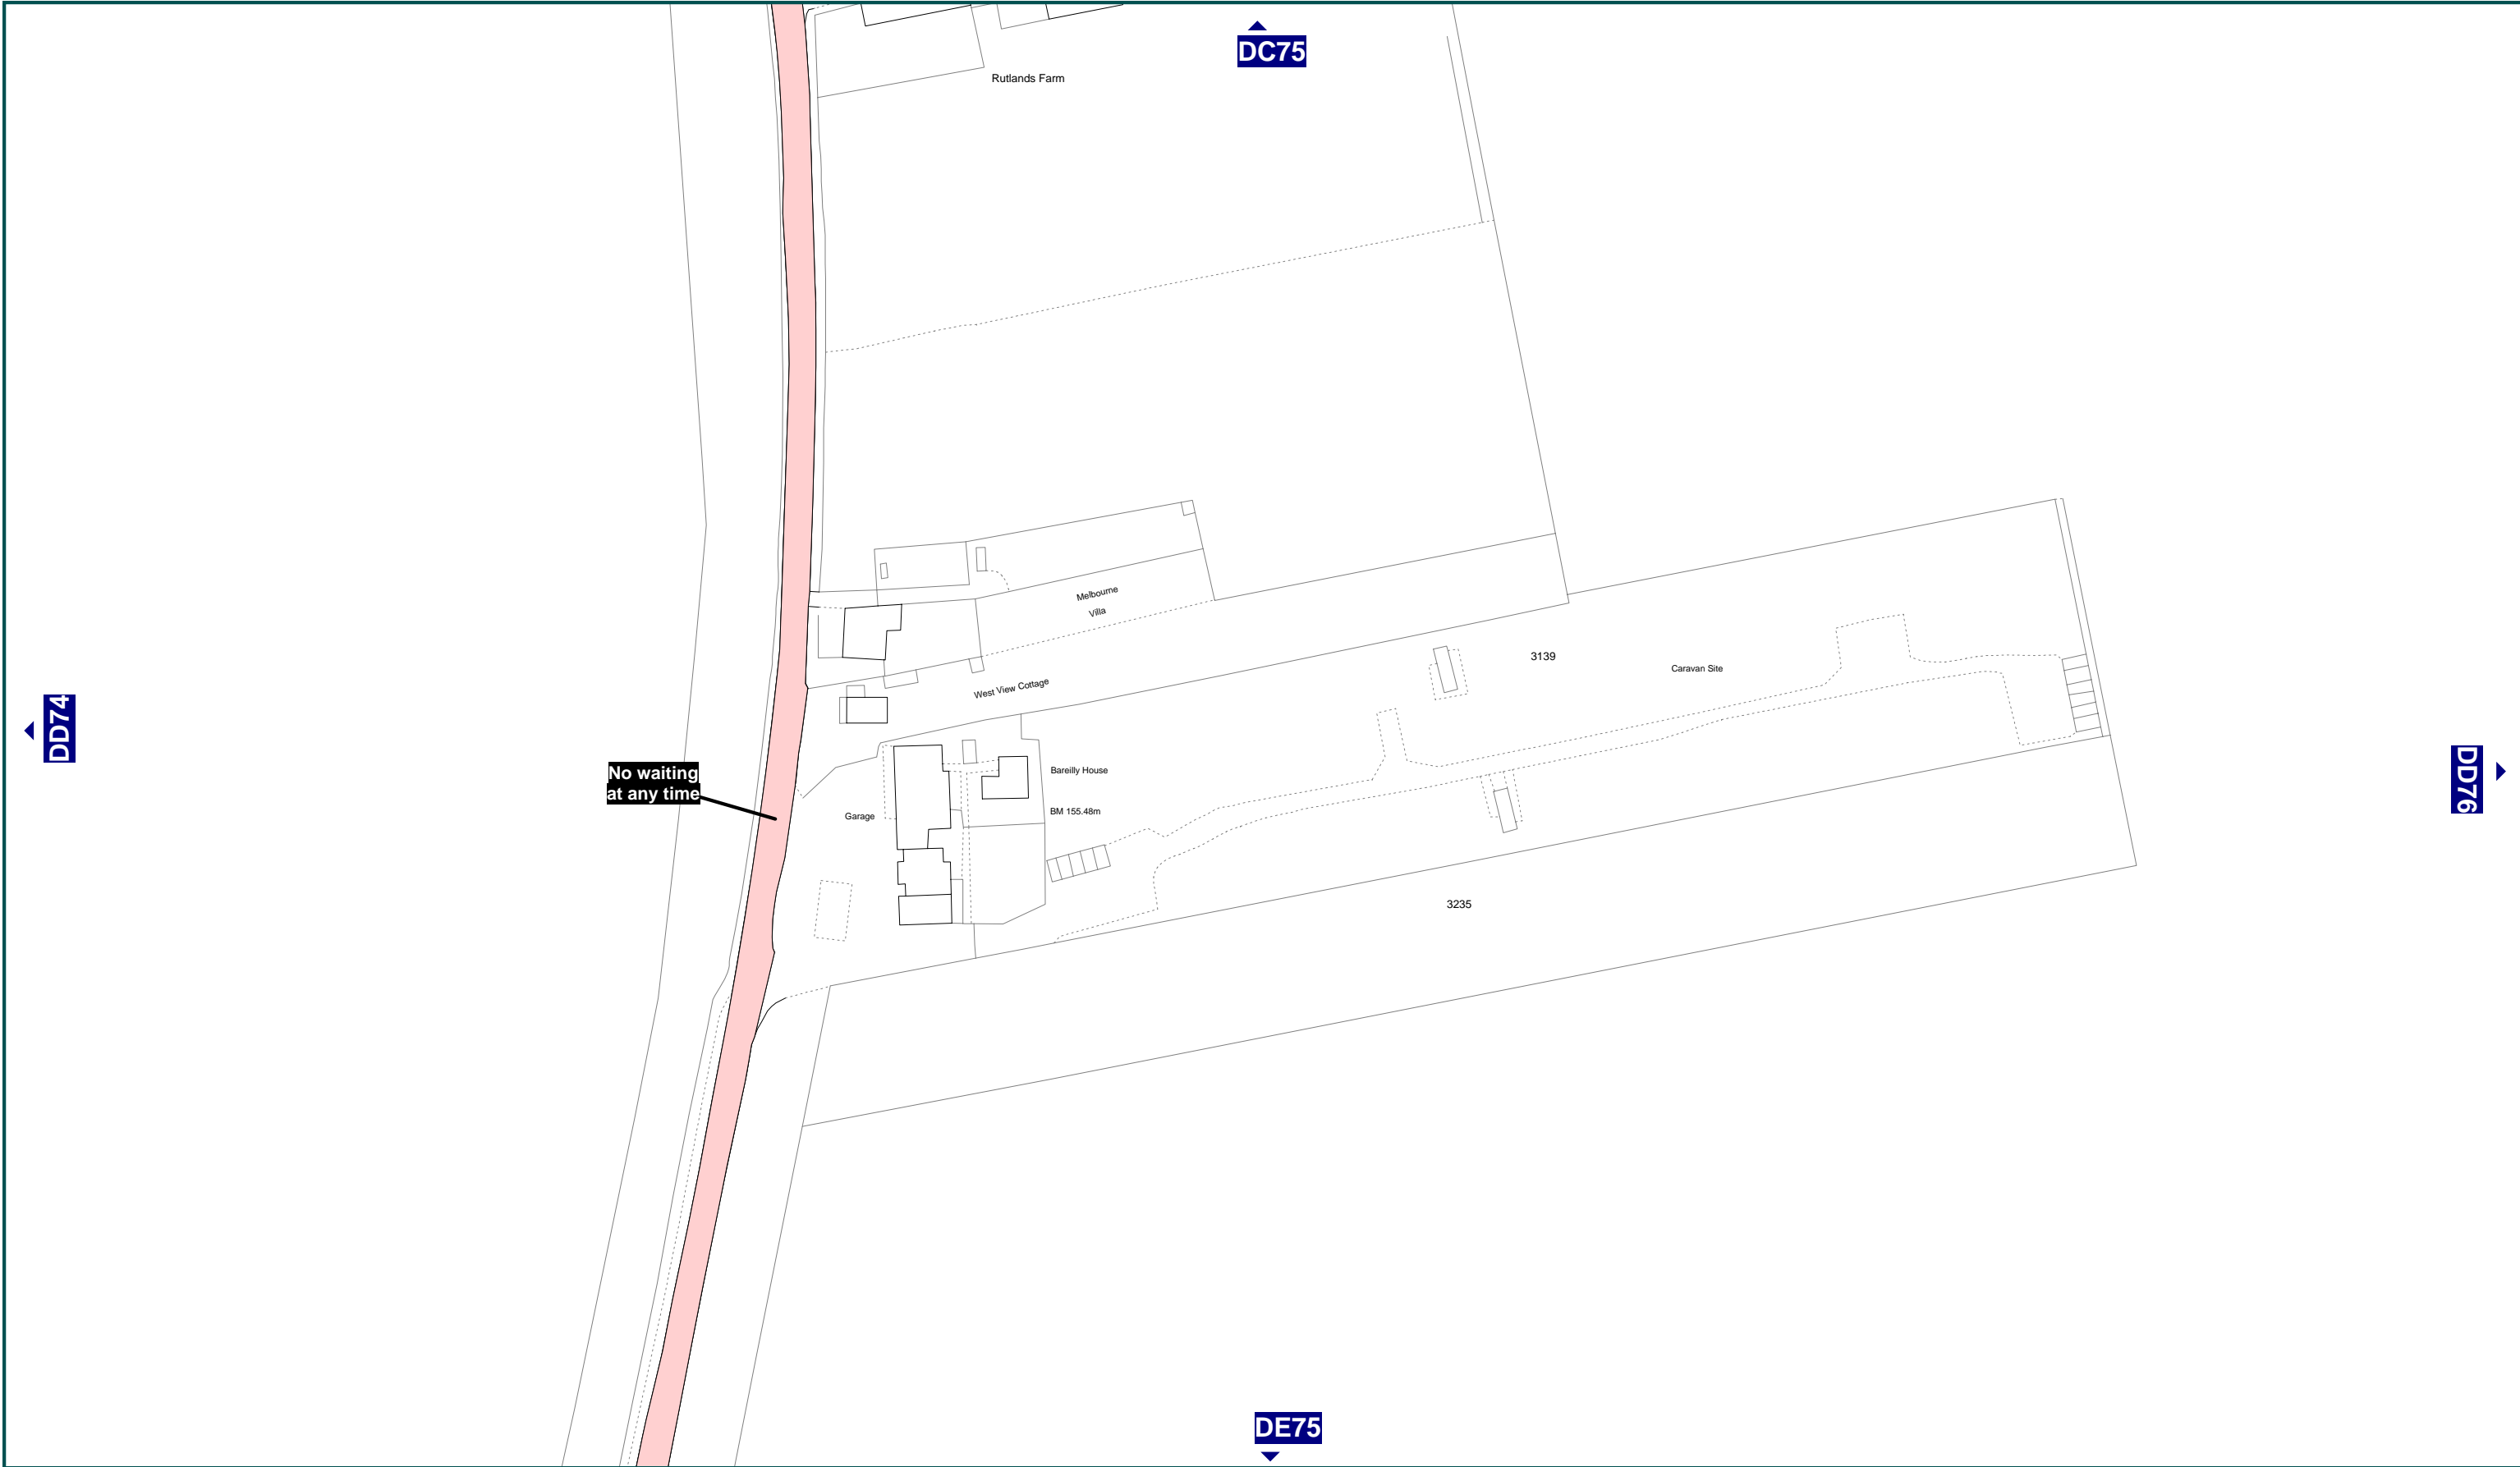 DC75
Rutlands Farm
Melbourne
Villa
3139
Caravan Site
West View Cottage
DD74
No waiting
at any time
Bareilly House
DD76
BM 155.48m
Garage
3235
DE75